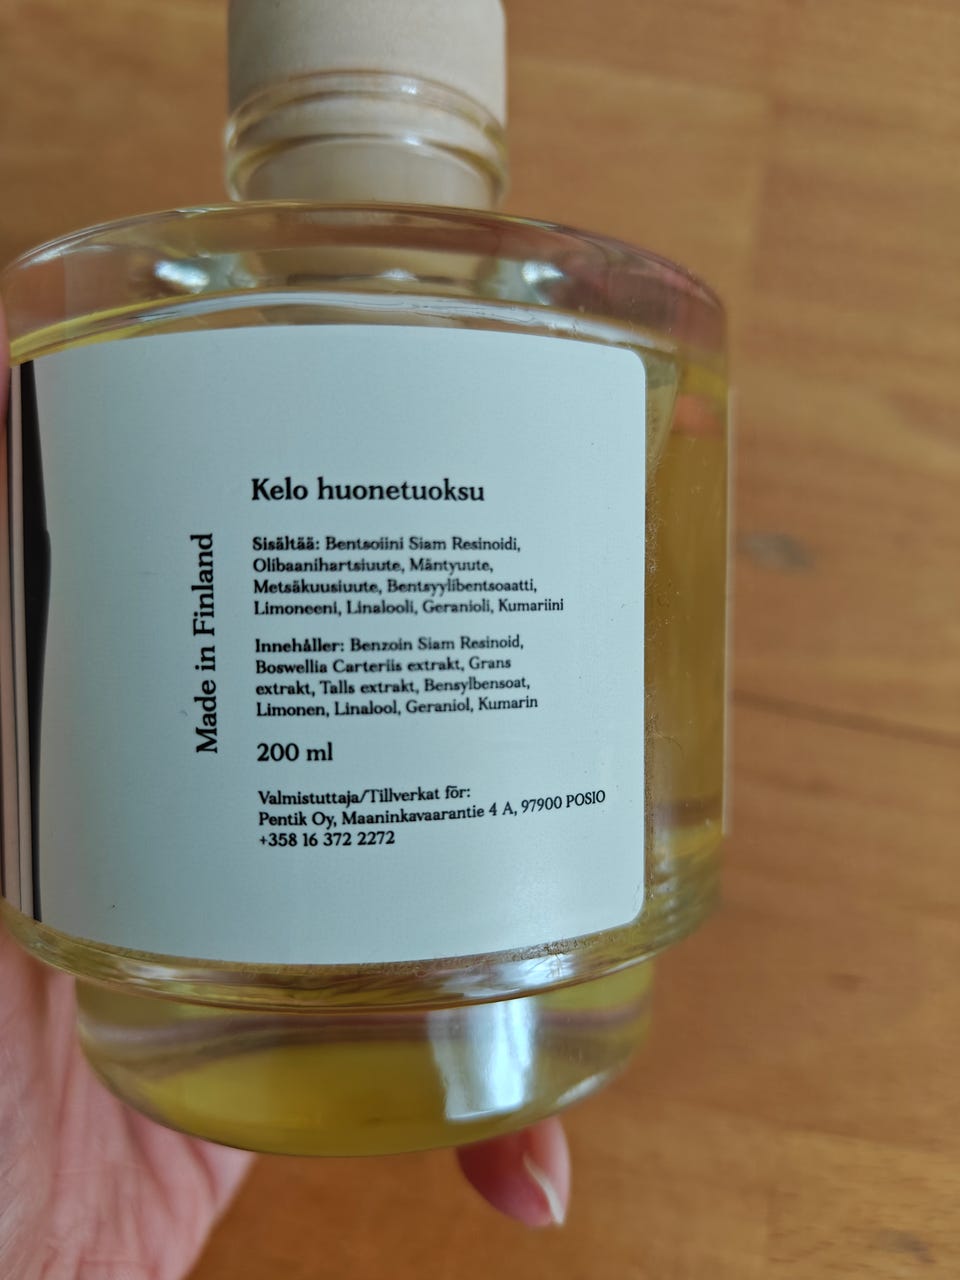 Kelo huonetuoksu
Made in Finland
Sisältää: Bentsoiini Siam Resinoidi,
Olibaanihartsiuute, Mäntyuute,
Metsäkuusiuute, Bentsyylibentsoaatti,
Limoneeni, Linalooli, Geranioli, Kumariini
Innehåller: Benzoin Siam Resinoid,
Boswellia Carteriis extrakt, Grans
extrakt, Talls extrakt, Bensylbensoat,
Limonen, Linalool, Geraniol, Kumarin
200 ml
Valmistuttaja/Tillverkat för:
Pentik Oy, Maaninkavaarantie 4 A, 97900 POSIO
+358 16 372 2272